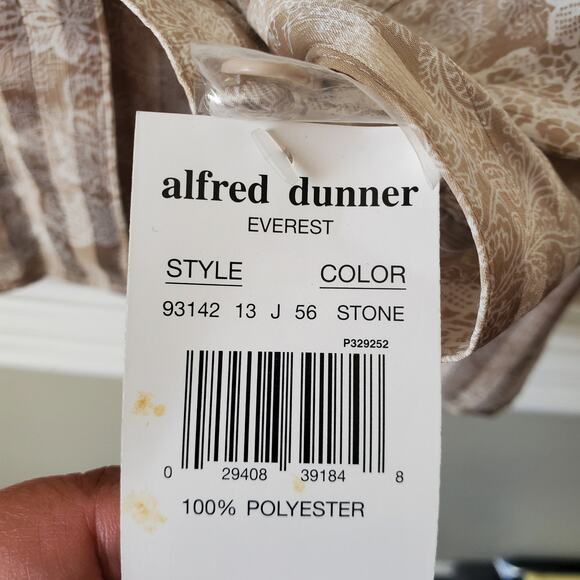 alfred dunner
EVEREST
STYLE COLOR
93142 13 J 56 STONE
P329252
0 29408 39184 8
100% POLYESTER